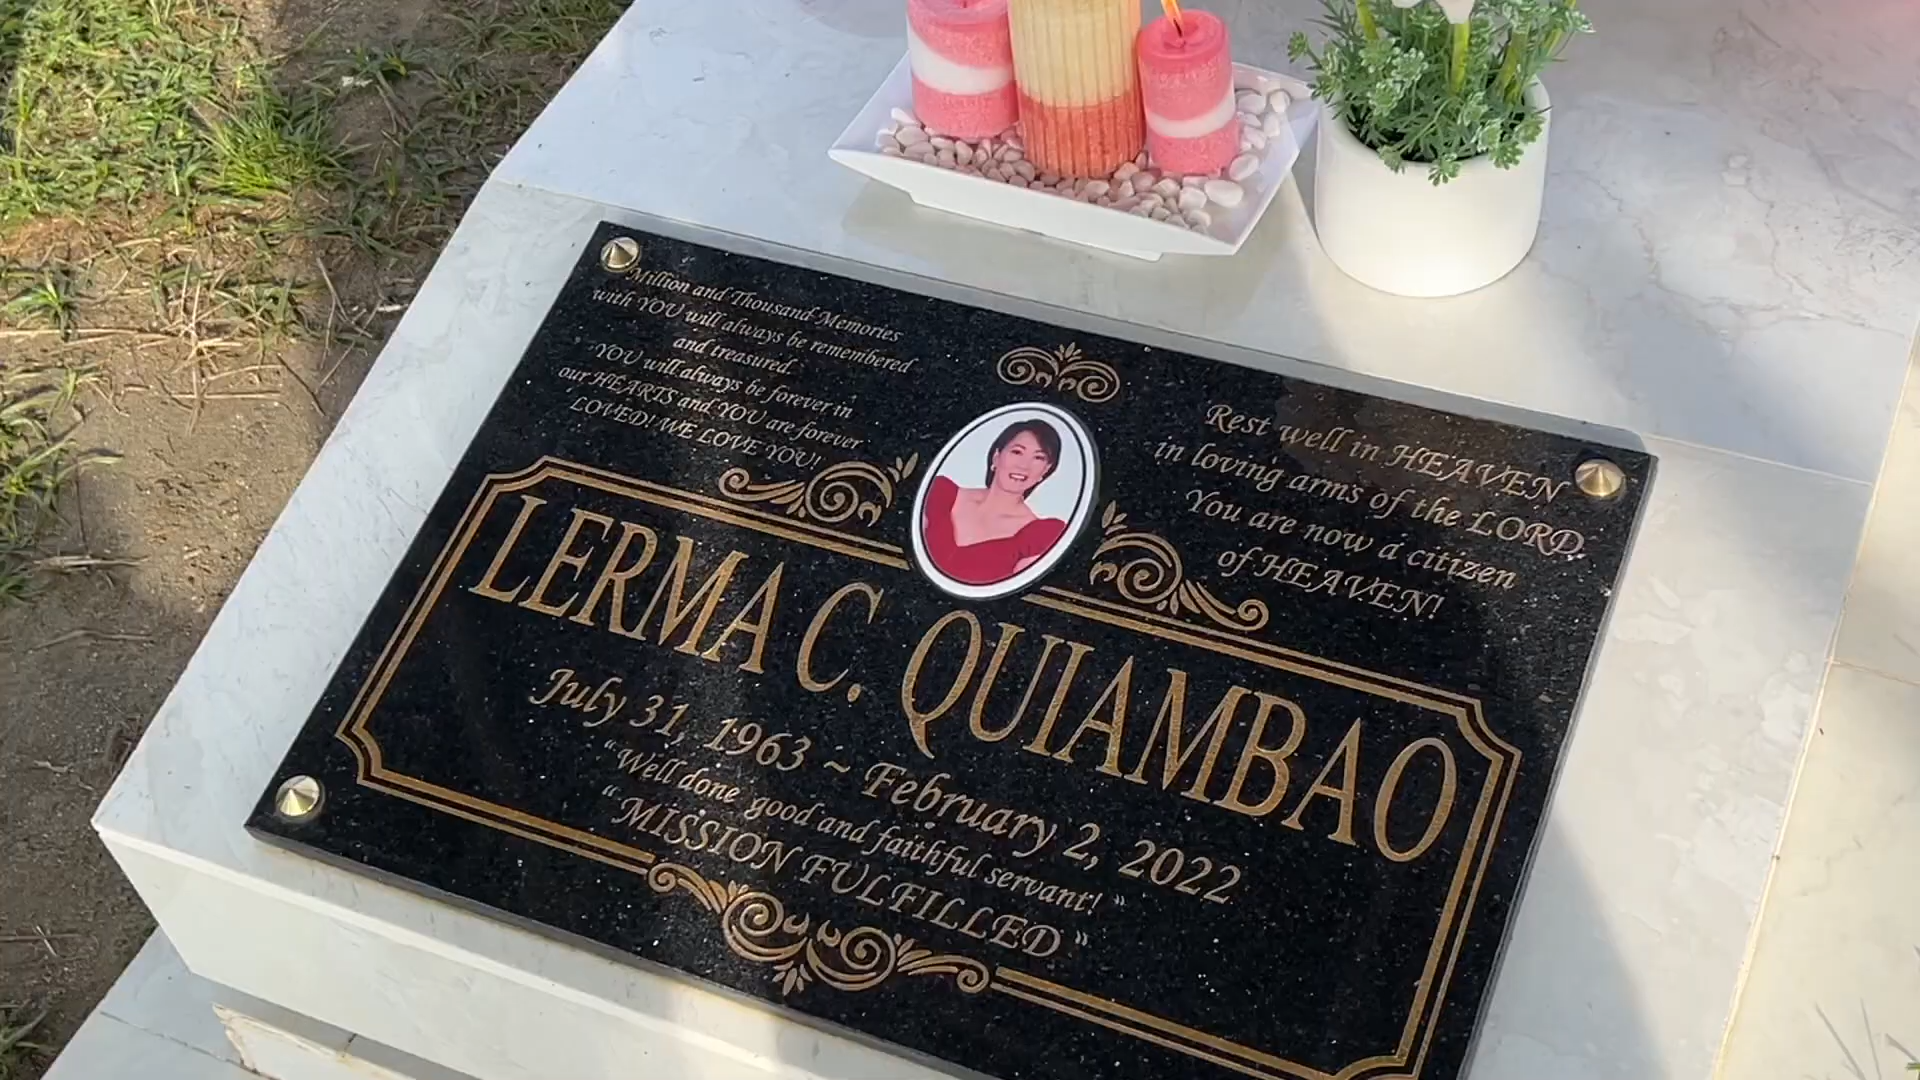 Million and Thousand Memories
with YOU will always be remembered
and treasured.
YOU will always be forever in
our HEARTS and YOU are forever
LOVED! WE LOVE YOU!
Rest well in HEAVEN
in loving arms of the LORD
You are now a citizen
of HEAVEN!
LERMA C. QUIAMBAO
July 31, 1963 ~ February 2, 2022
"Well done good and faithful servant!"
"MISSION FULFILLED"